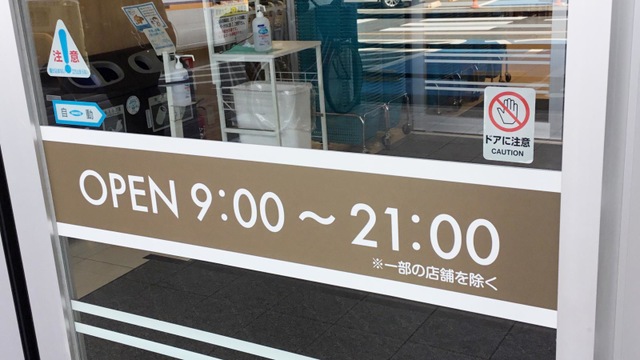 注意
自動
ドアに注意
CAUTION
OPEN 9:00 ～ 21:00
※一部の店舗を除く